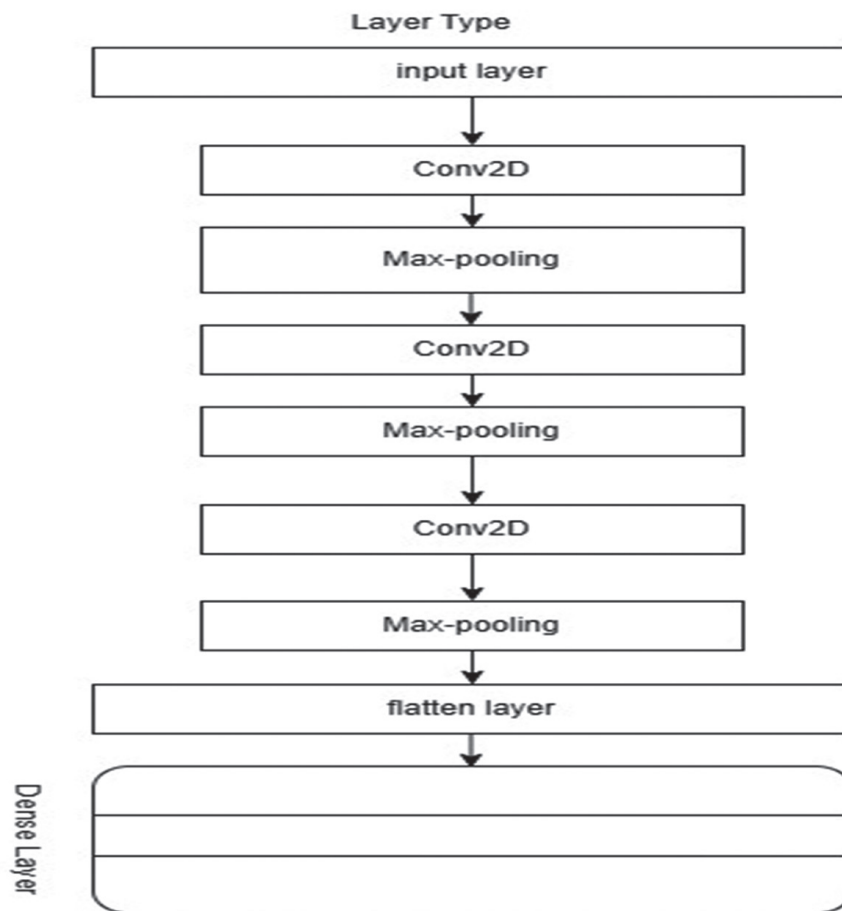 Layer Type
input layer
Conv2D
Max-pooling
Conv2D
Max-pooling
Conv2D
Max-pooling
flatten layer
Dense Layer